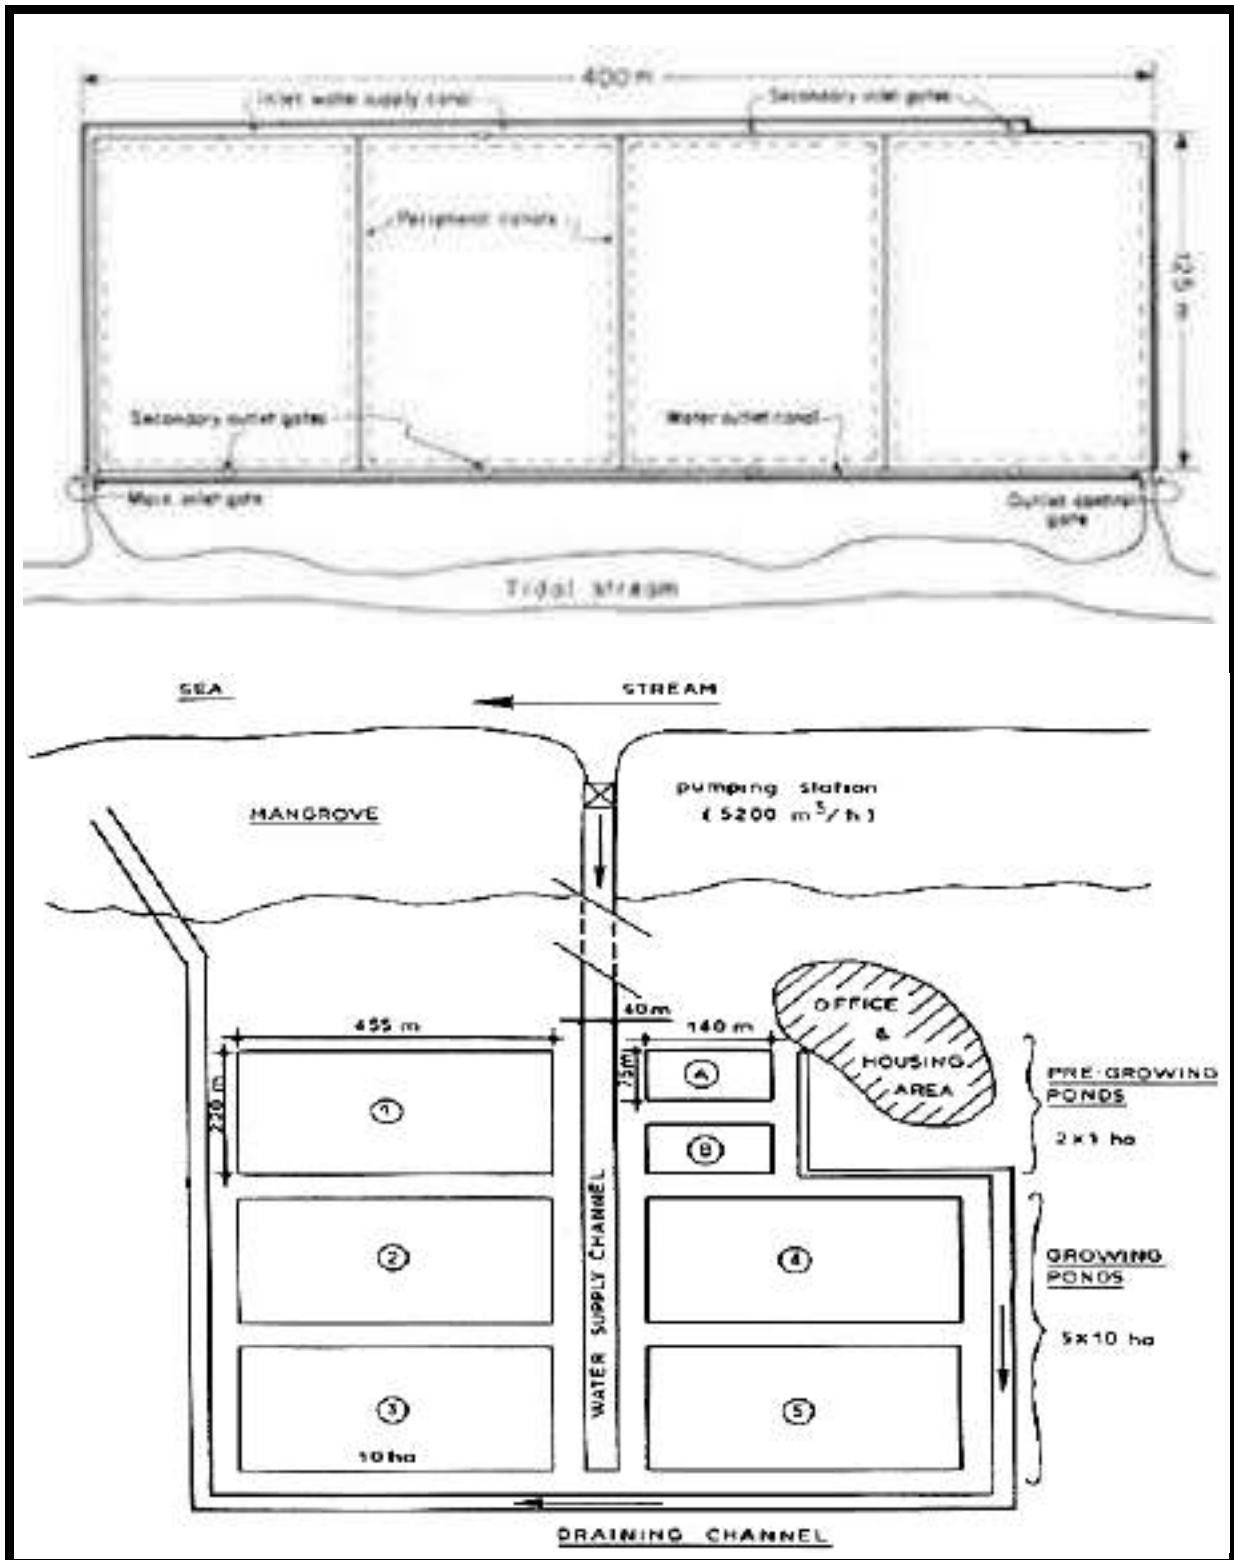 400 m
Inlet water supply canal
Secondary inlet gates
Peripheral canals
125 m
Secondary outlet gates
Water outlet canal
Main inlet gate
Outlet control
gate
Tidal stream
SEA
STREAM
pumping station
(5200 m³/h)
MANGROVE
OFFICE
&
HOUSING
AREA
40m
455 m
140 m
220 m
75m
A
PRE-GROWING
PONDS
1
B
2×1 ha
WATER SUPPLY CHANNEL
2
4
GROWING
PONDS
5×10 ha
3
5
10 ha
DRAINING CHANNEL